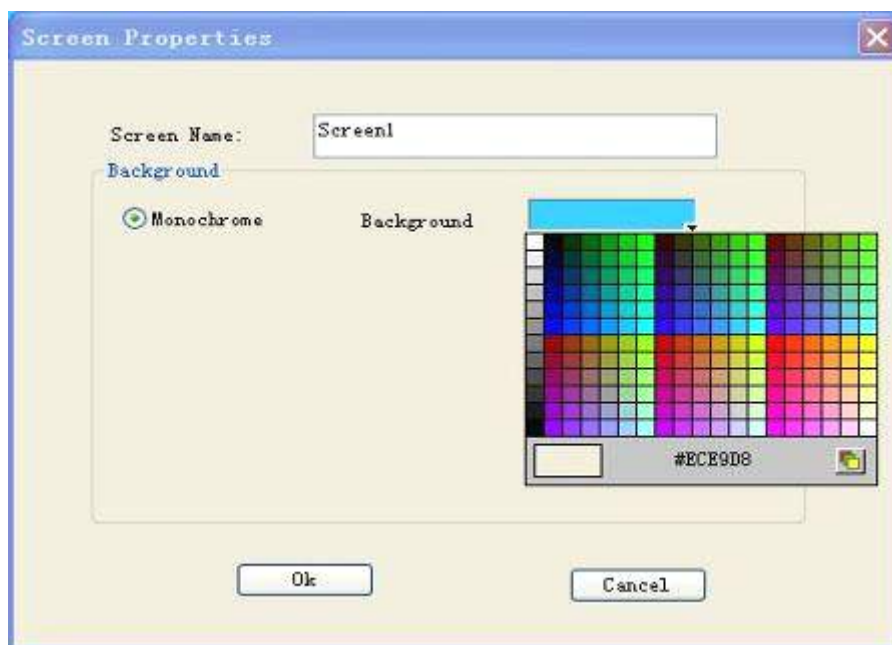 Screen Properties
Screen Name:
Screen1
Background
Monochrome
Background
#ECE9D8
Ok
Cancel